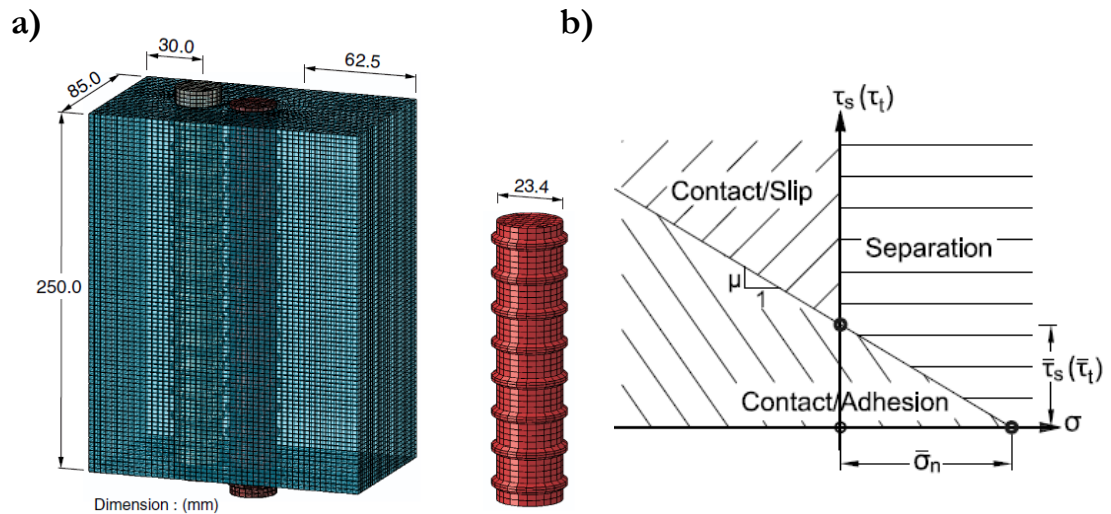 a)
30.0
62.5
85.0
250.0
Dimension : (mm)
23.4
b)
τs (τt)
Contact/Slip
Separation
μ
1
τ̄s (τ̄t)
Contact/Adhesion
σ
σ̄n